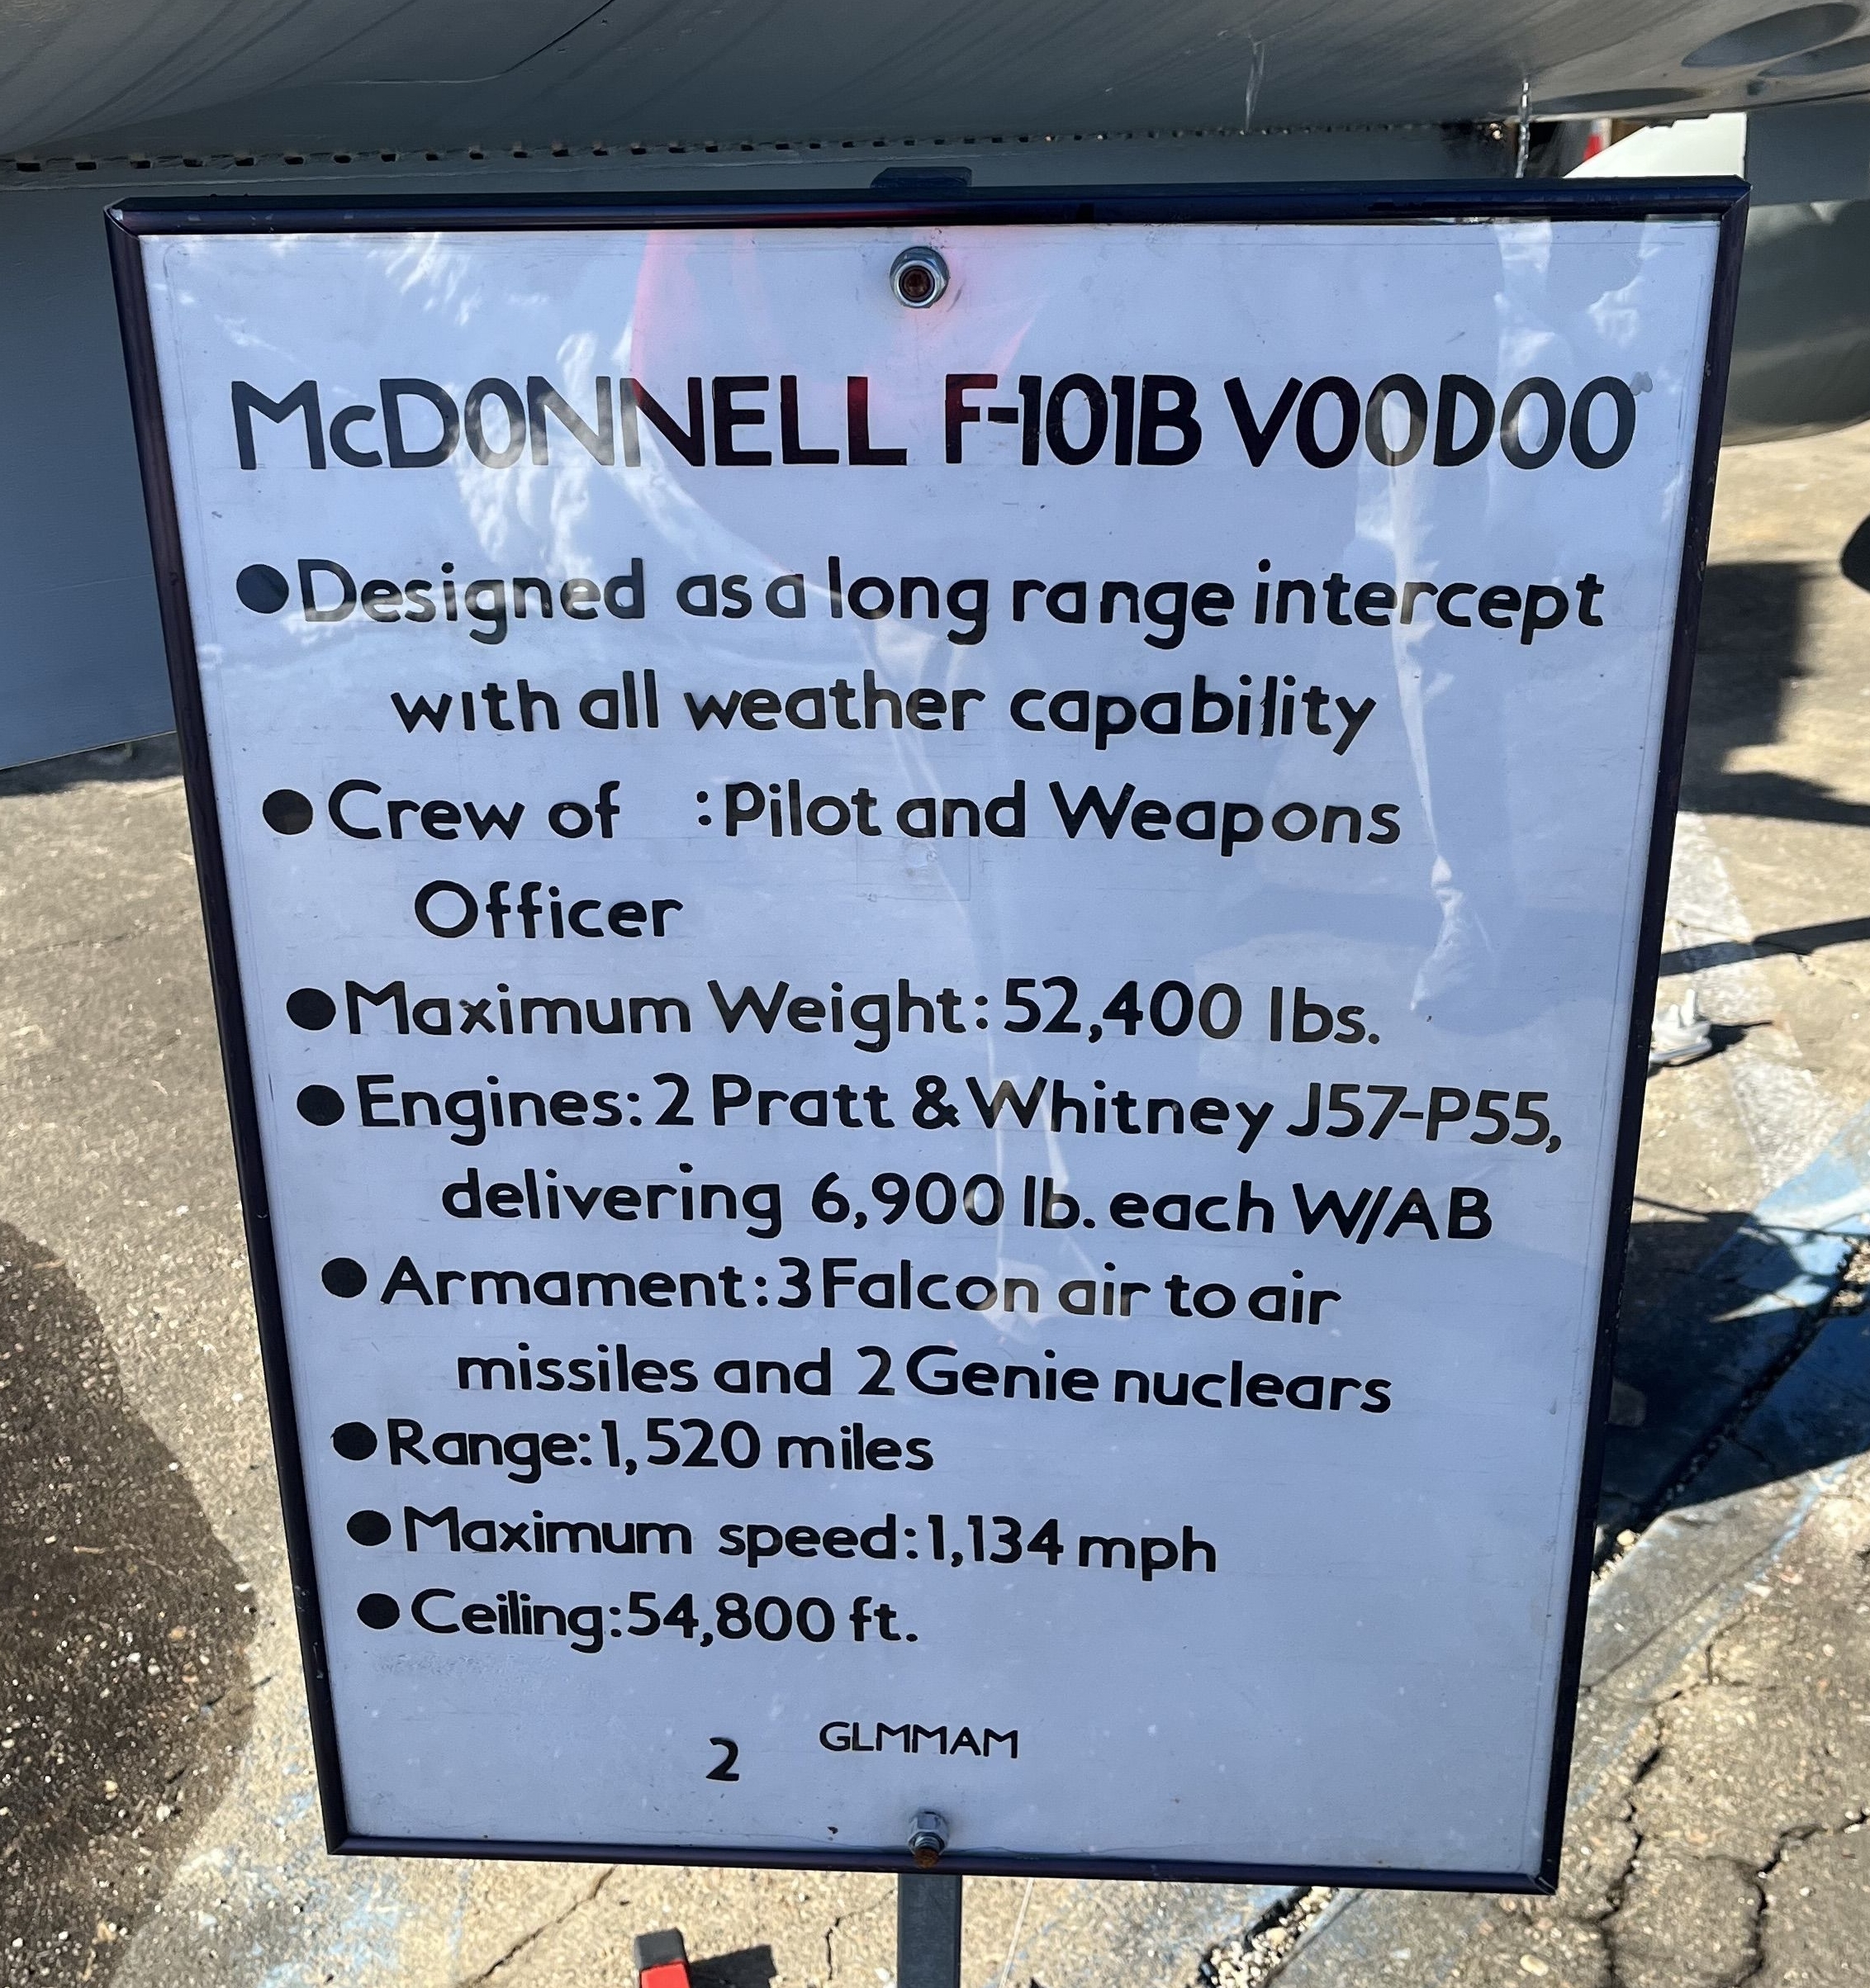 McDONNELL F-101B VOODOO
●Designed as a long range intercept
with all weather capability
●Crew of :Pilot and Weapons
Officer
●Maximum Weight:52,400 lbs.
●Engines:2 Pratt & Whitney J57-P55,
delivering 6,900 lb. each W/AB
●Armament:3 Falcon air to air
missiles and 2 Genie nuclears
●Range:1,520 miles
●Maximum speed:1,134 mph
●Ceiling:54,800 ft.
GLMMAM
2